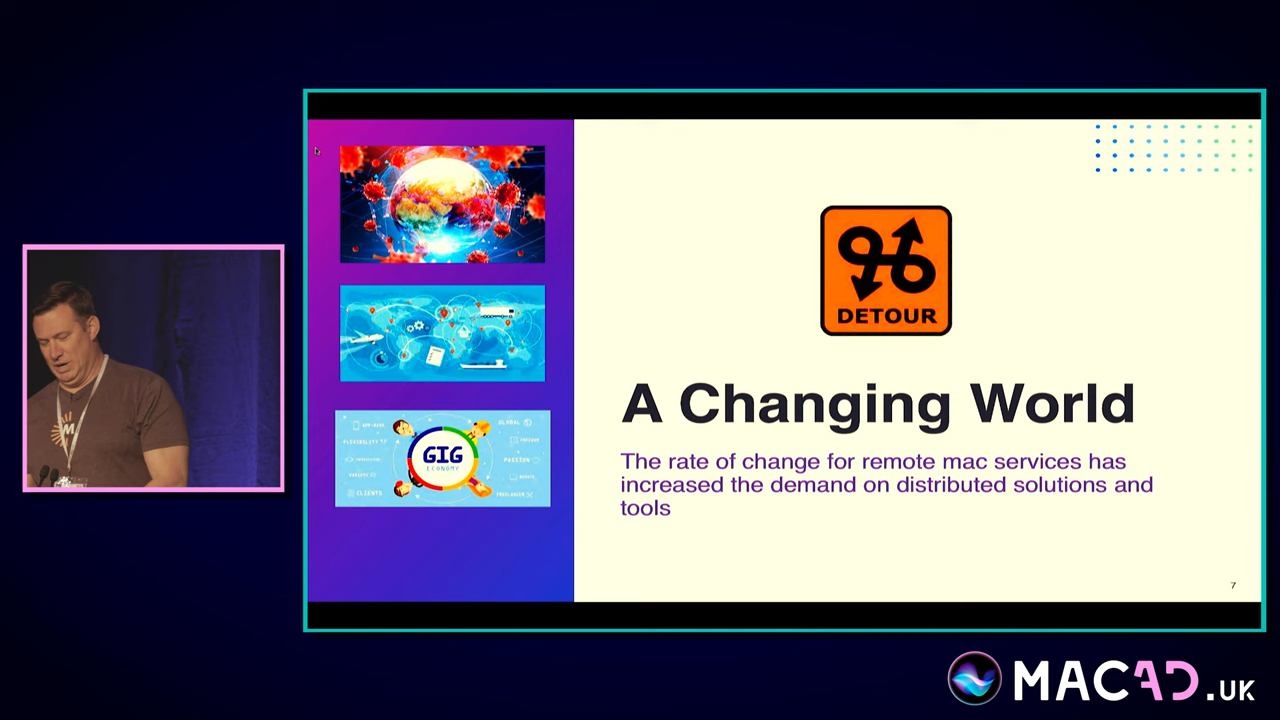 DETOUR
A Changing World
The rate of change for remote mac services has
increased the demand on distributed solutions and
tools
GIG
ECONOMY
GLOBAL
FLEXIBILITY
PASSION
CLIENTS
FREELANCER
M
7
MACAD.UK